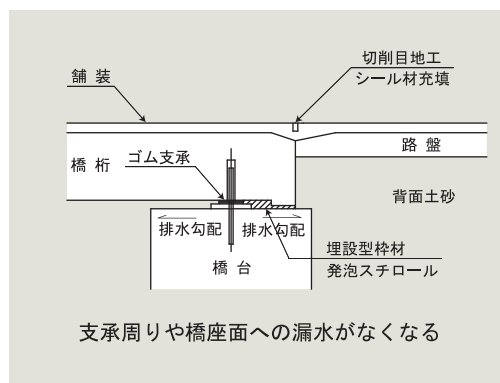 切削目地工
シール材充填
舗装
路盤
橋桁
ゴム支承
背面土砂
排水勾配
排水勾配
埋設型枠材
発泡スチロール
橋台
支承周りや橋座面への漏水がなくなる